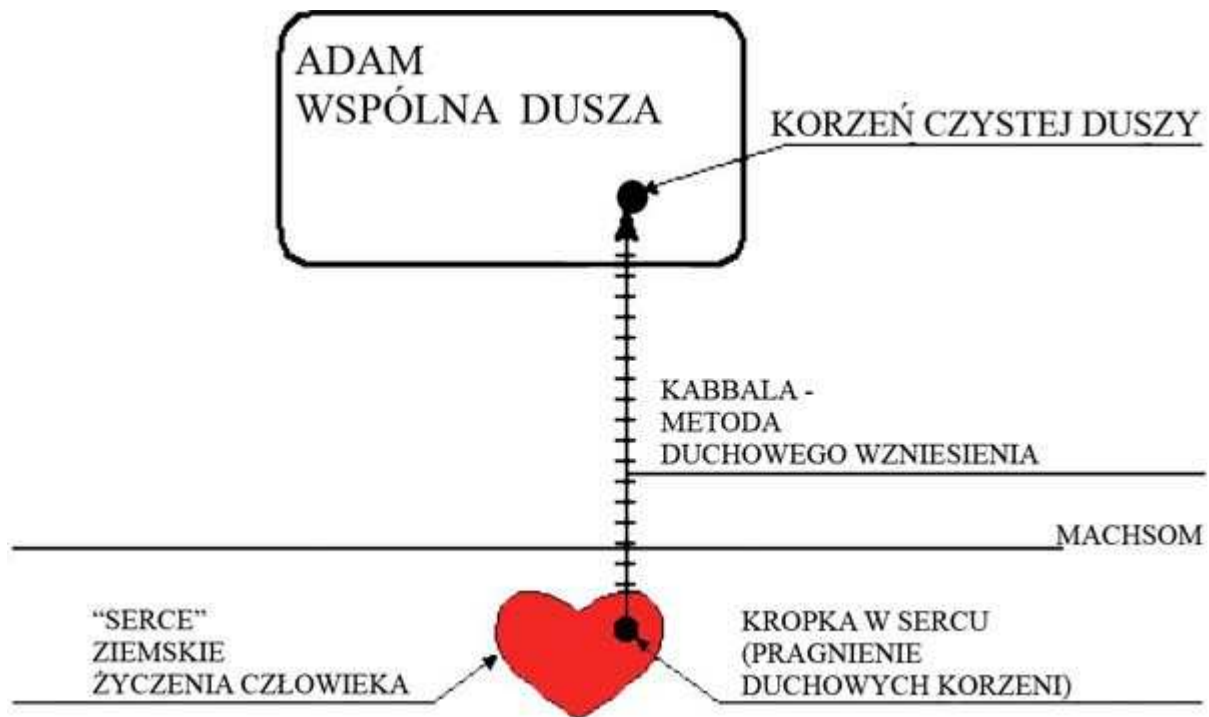 ADAM
WSPÓLNA DUSZA
KORZEŃ CZYSTEJ DUSZY
KABBALA -
METODA
DUCHOWEGO WZNIESIENIA
MACHSOM
“SERCE”
ZIEMSKIE
ŻYCZENIA CZŁOWIEKA
KROPKA W SERCU
(PRAGNIENIE
DUCHOWYCH KORZENI)